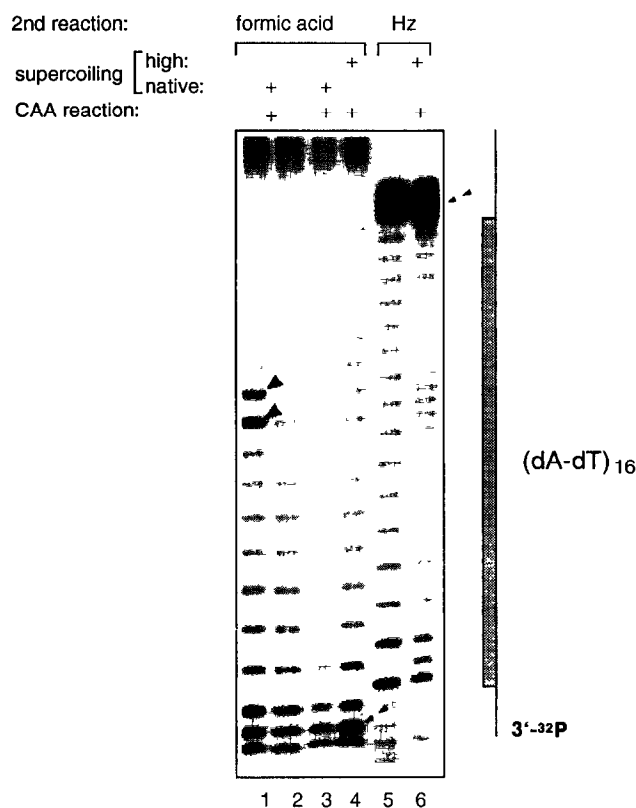 2nd reaction: formic acid Hz
supercoiling high: + +
native: + +
CAA reaction: + + + +
(dA-dT)16
3'-32P
1 2 3 4 5 6